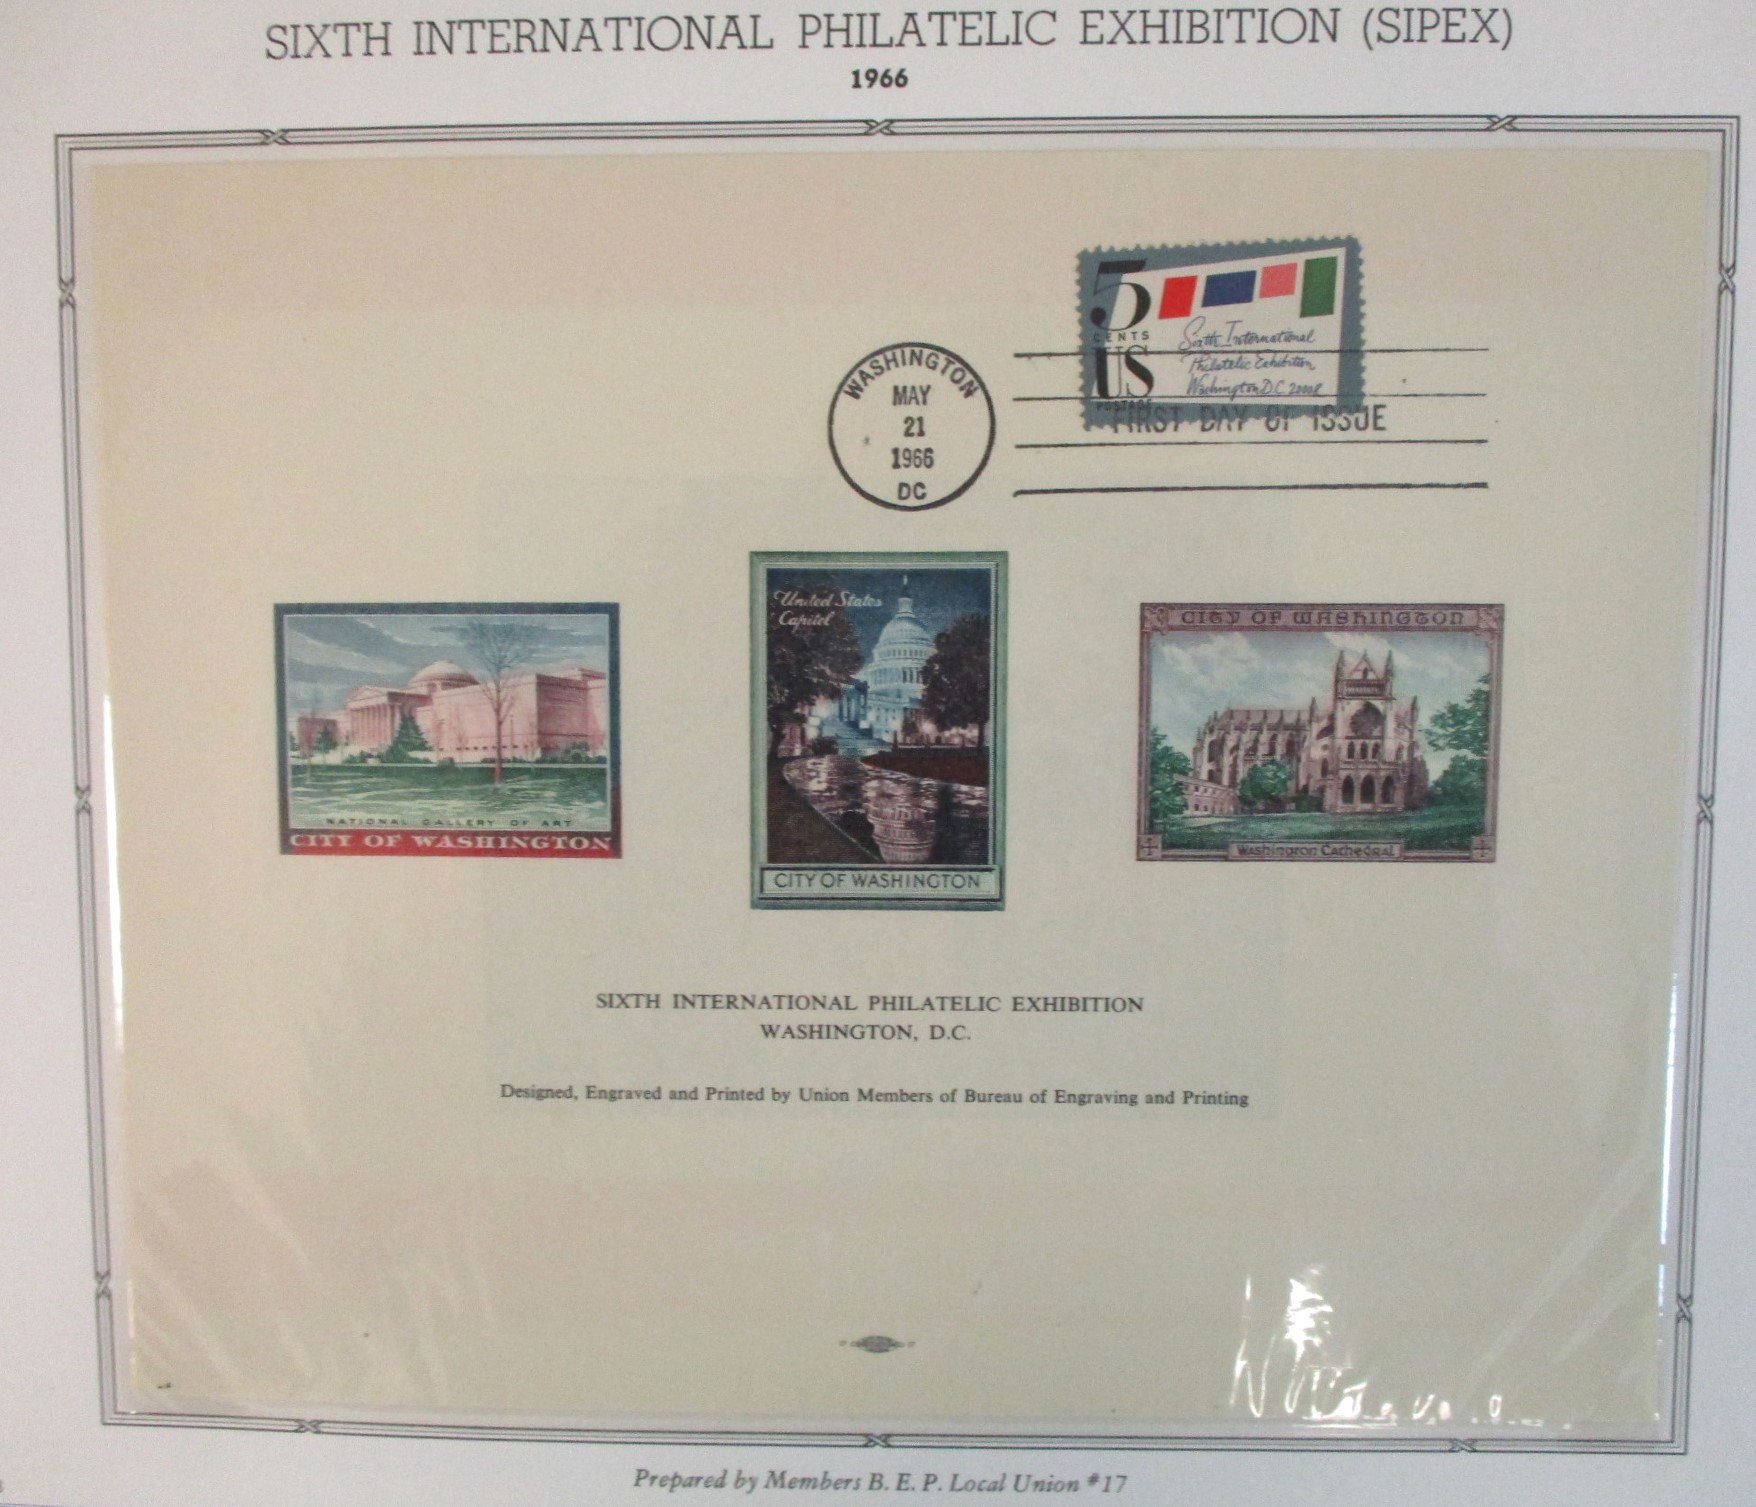 SIXTH INTERNATIONAL PHILATELIC EXHIBITION (SIPEX)
1966
5
CENTS
US
POSTAGE
Sixth International
Philatelic Exhibition
Washington D.C. 20008
WASHINGTON
MAY
21
1966
DC
FIRST DAY OF ISSUE
NATIONAL GALLERY OF ART
CITY OF WASHINGTON
United States
Capitol
CITY OF WASHINGTON
CITY OF WASHINGTON
Washington Cathedral
SIXTH INTERNATIONAL PHILATELIC EXHIBITION
WASHINGTON, D.C.
Designed, Engraved and Printed by Union Members of Bureau of Engraving and Printing
Prepared by Members B. E. P. Local Union #17